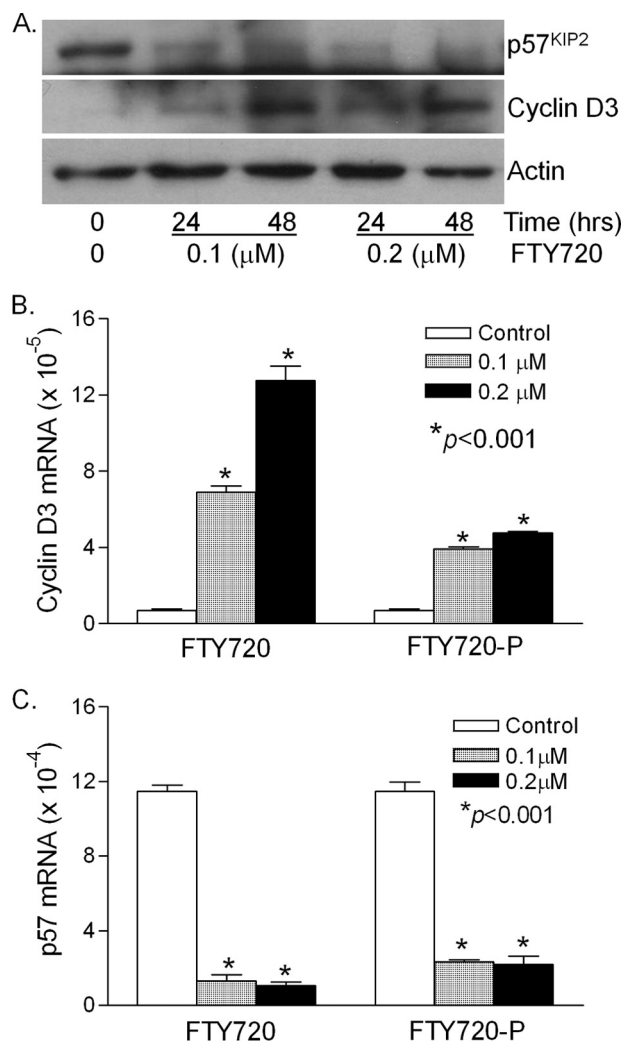 A.
p57KIP2
Cyclin D3
Actin
0 24 48 24 48 Time (hrs)
0 0.1 (μM) 0.2 (μM) FTY720
B.
Cyclin D3 mRNA (x 10-5)
16
12
8
4
0
* * * *
Control
0.1 μM
0.2 μM
*p<0.001
FTY720 FTY720-P
C.
p57 mRNA (x 10-4)
16
12
8
4
0
* * * *
Control
0.1μM
0.2μM
*p<0.001
FTY720 FTY720-P